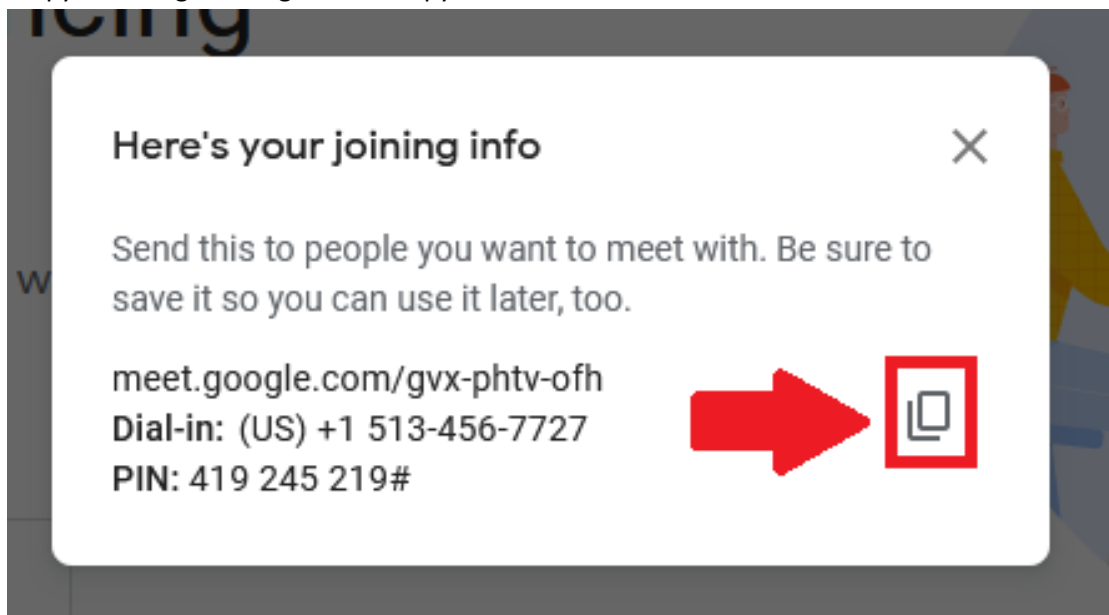 Here's your joining info
Send this to people you want to meet with. Be sure to
save it so you can use it later, too.
meet.google.com/gvx-phtv-ofh
Dial-in: (US) +1 513-456-7727
PIN: 419 245 219#